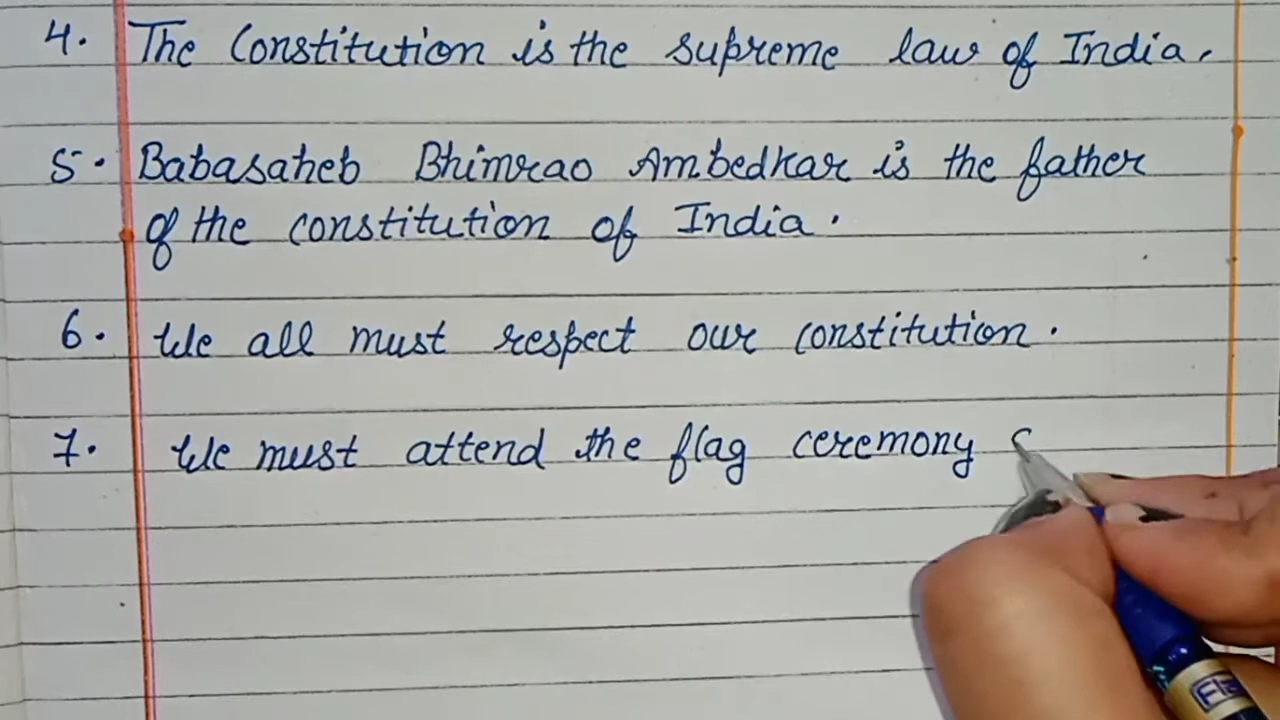 4. The Constitution is the supreme law of India.
5. Babasaheb Bhimrao Ambedkar is the father
of the constitution of India.
6. We all must respect our constitution.
7. We must attend the flag ceremony